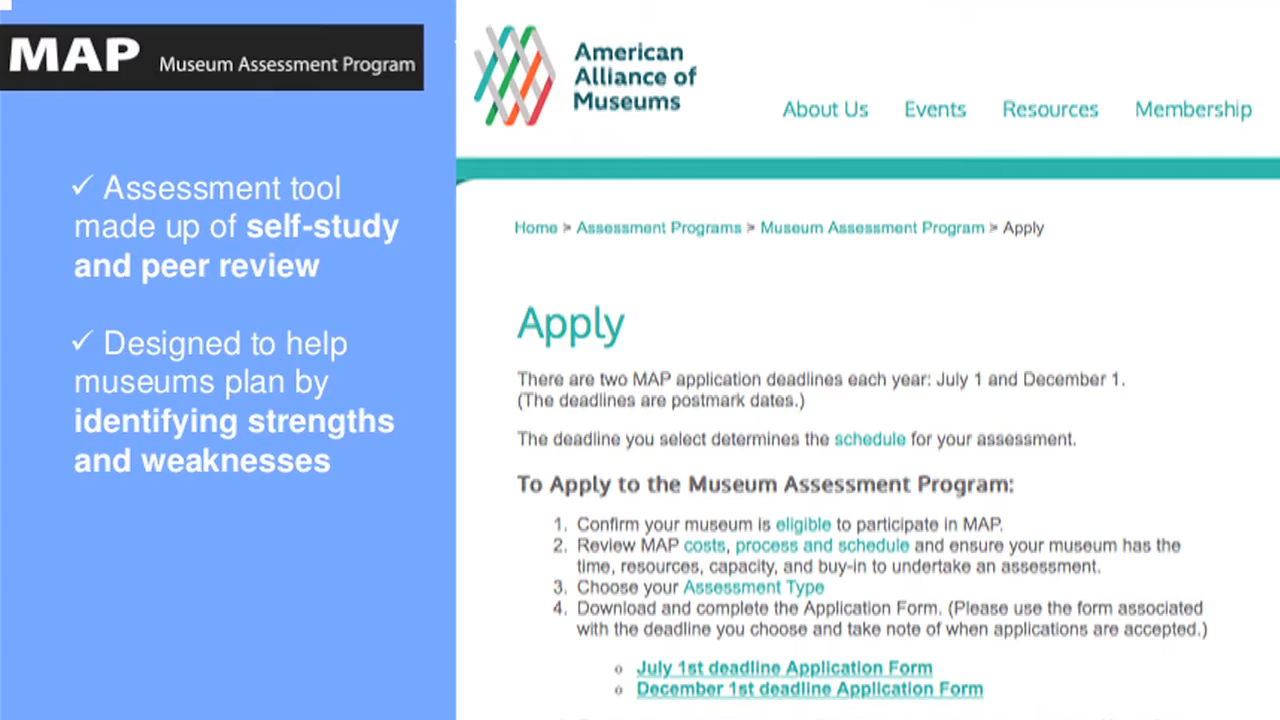 MAP Museum Assessment Program
✓ Assessment tool
made up of self-study
and peer review
✓ Designed to help
museums plan by
identifying strengths
and weaknesses
American
Alliance of
Museums
About Us Events Resources Membership
Home > Assessment Programs > Museum Assessment Program > Apply
Apply
There are two MAP application deadlines each year: July 1 and December 1.
(The deadlines are postmark dates.)
The deadline you select determines the schedule for your assessment.
To Apply to the Museum Assessment Program:
1. Confirm your museum is eligible to participate in MAP.
2. Review MAP costs, process and schedule and ensure your museum has the
time, resources, capacity, and buy-in to undertake an assessment.
3. Choose your Assessment Type
4. Download and complete the Application Form. (Please use the form associated
with the deadline you choose and take note of when applications are accepted.)
o July 1st deadline Application Form
o December 1st deadline Application Form